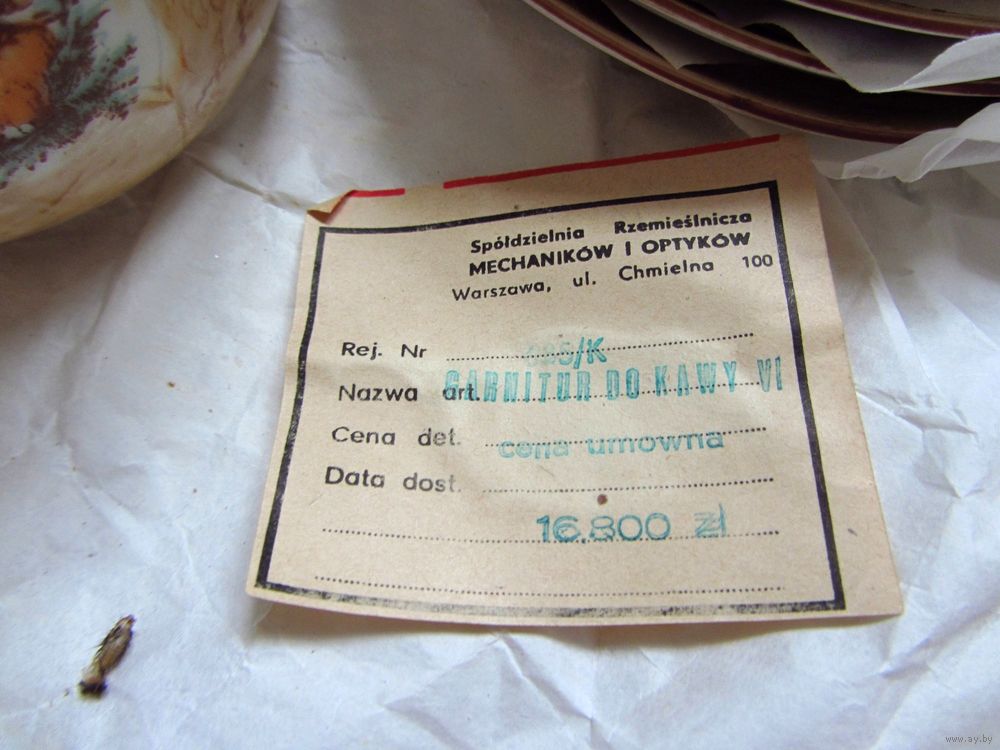 Spółdzielnia Rzemieślnicza
MECHANIKÓW I OPTYKÓW
Warszawa, ul. Chmielna 100
Rej. Nr 685/K
Nazwa art. GARNITUR DO KAWY VI
Cena det. cena umowna
Data dost.
16.800 zł
www.ay.by